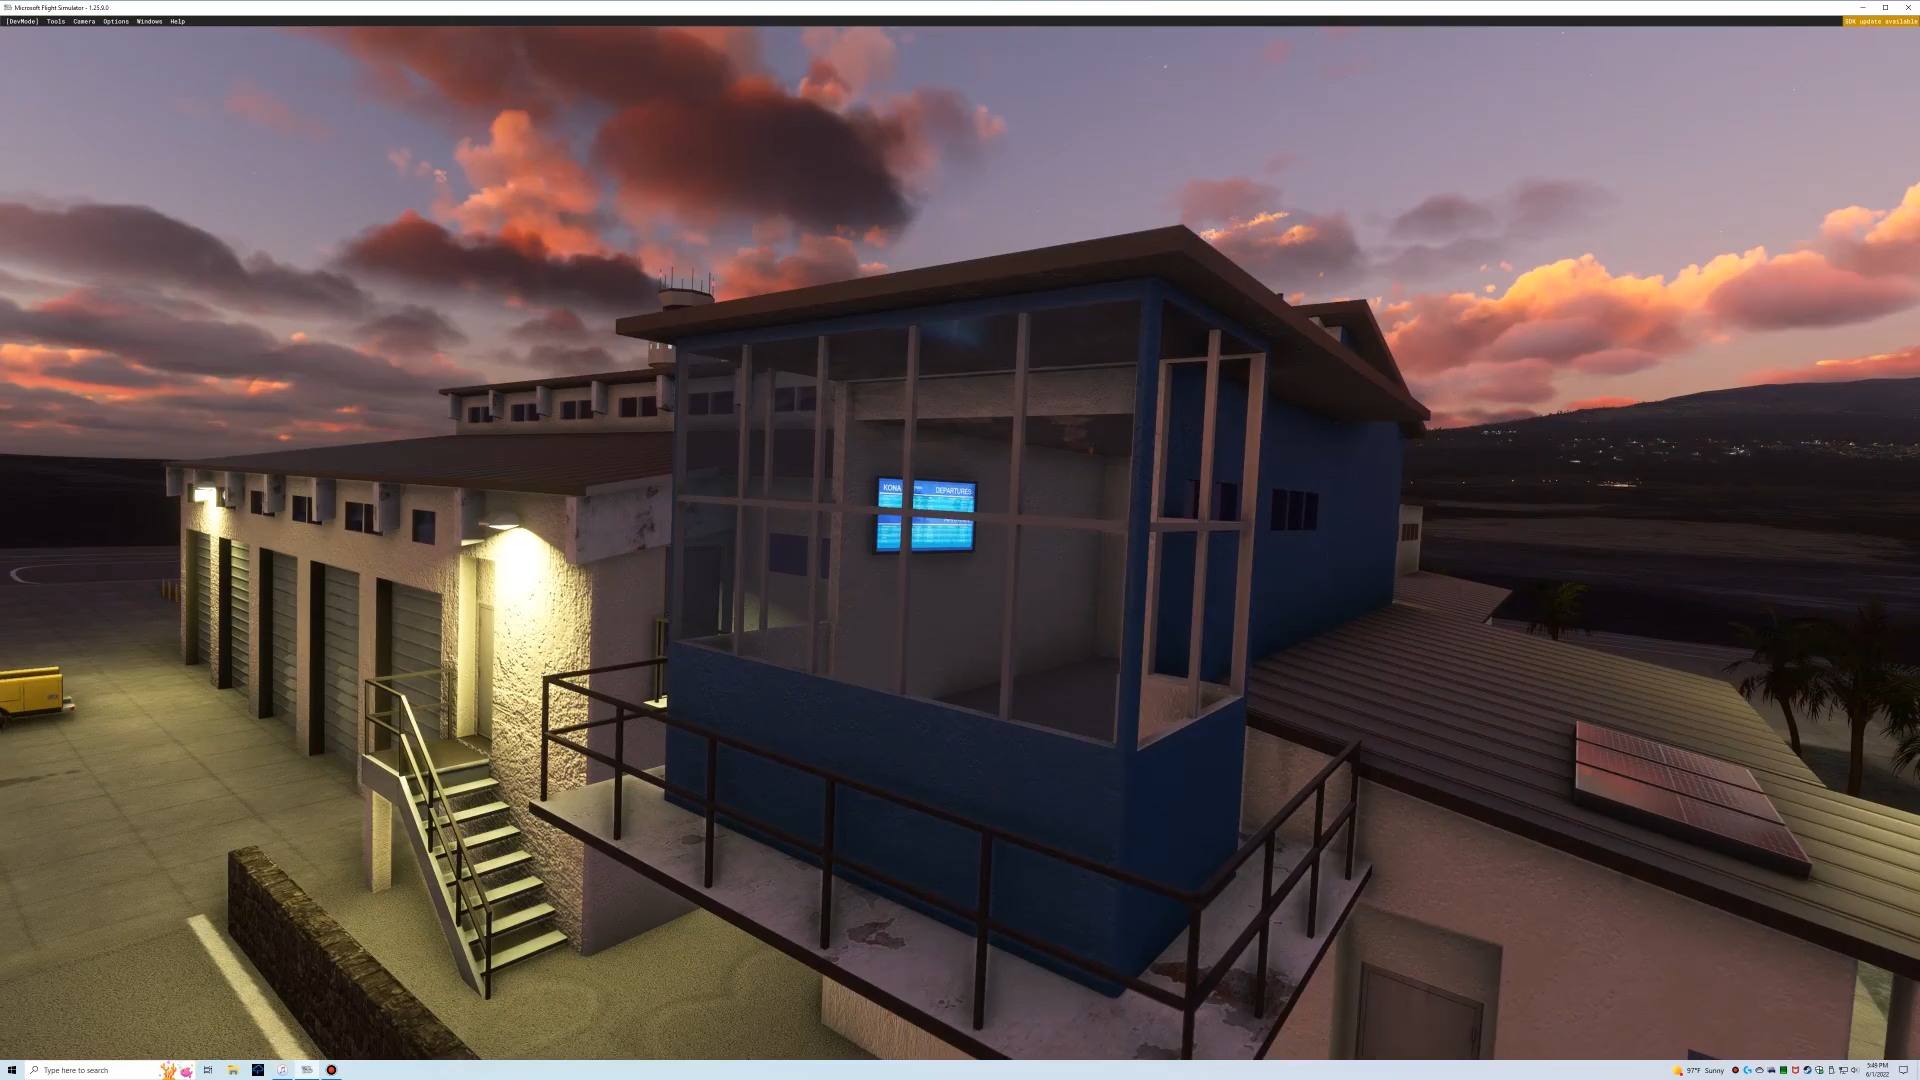 Microsoft Flight Simulator - 1.25.9.0
[DevMode] Tools Camera Options Windows Help
SDK update available
KONA DEPARTURES
Type here to search
97°F Sunny
5:49 PM
6/1/2022